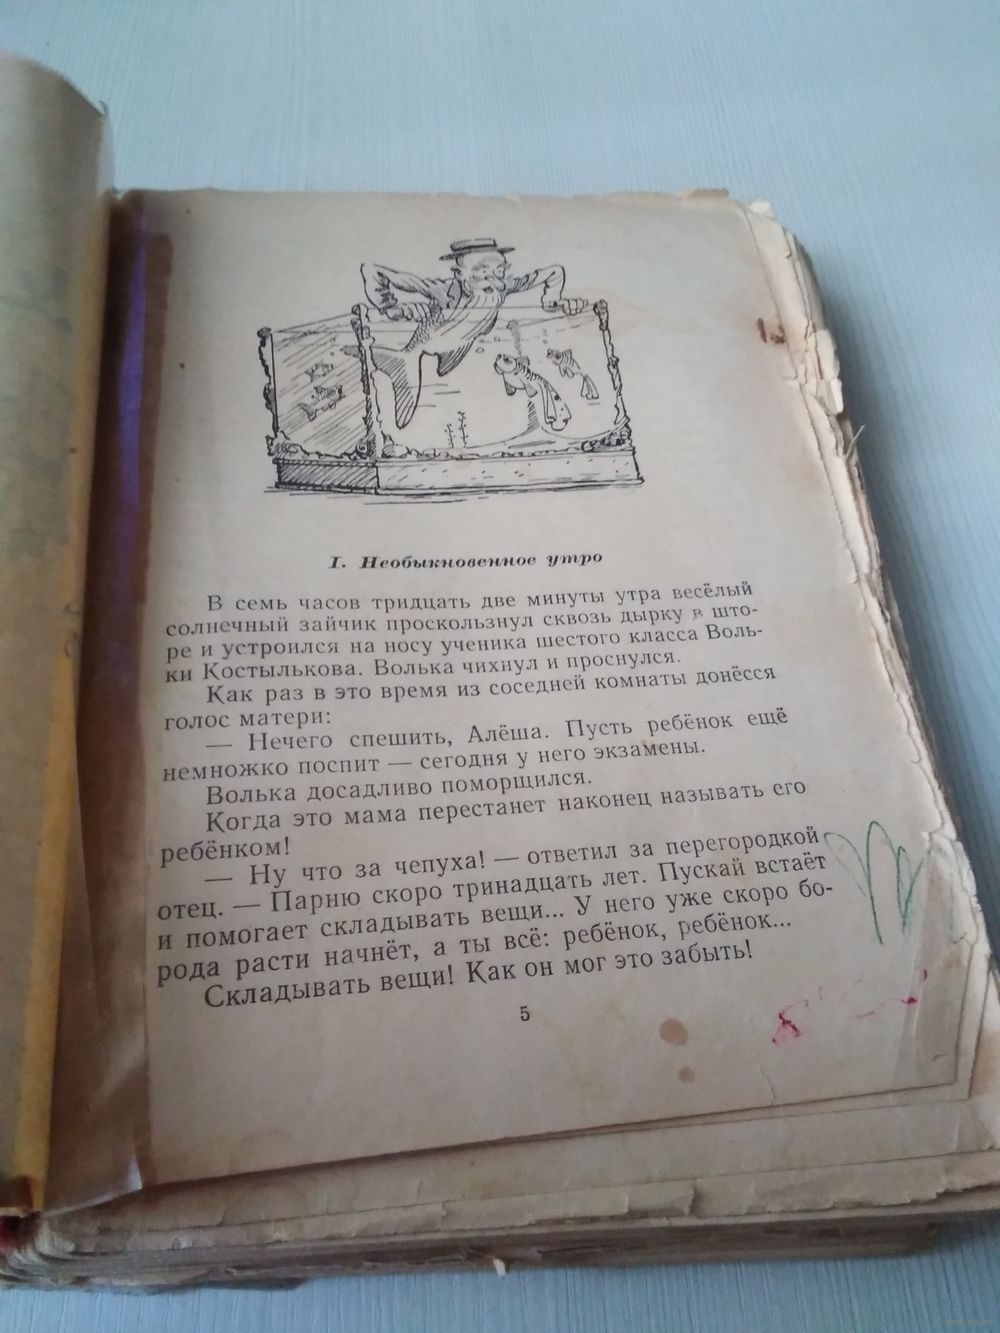 I. Необыкновенное утро
В семь часов тридцать две минуты утра весёлый
солнечный зайчик проскользнул сквозь дырку в што-
ре и устроился на носу ученика шестого класса Воль-
ки Костылькова. Волька чихнул и проснулся.
Как раз в это время из соседней комнаты донёсся
голос матери:
— Нечего спешить, Алёша. Пусть ребёнок ещё
немножко поспит — сегодня у него экзамены.
Волька досадливо поморщился.
Когда это мама перестанет наконец называть его
ребёнком!
— Ну что за чепуха! — ответил за перегородкой
отец. — Парню скоро тринадцать лет. Пускай встаёт
и помогает складывать вещи... У него уже скоро бо-
рода расти начнёт, а ты всё: ребёнок, ребёнок...
Складывать вещи! Как он мог это забыть!
5